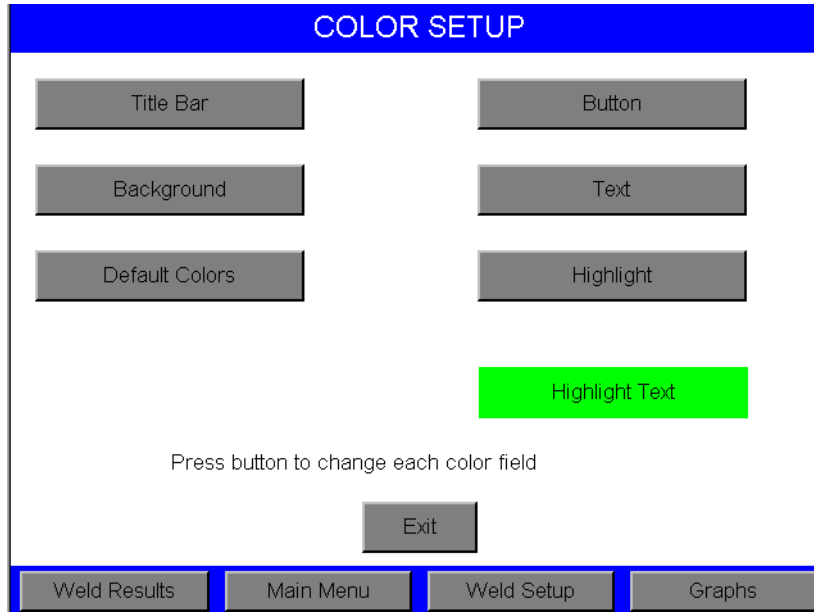 COLOR SETUP
Title Bar
Button
Background
Text
Default Colors
Highlight
Highlight Text
Press button to change each color field
Exit
Weld Results
Main Menu
Weld Setup
Graphs